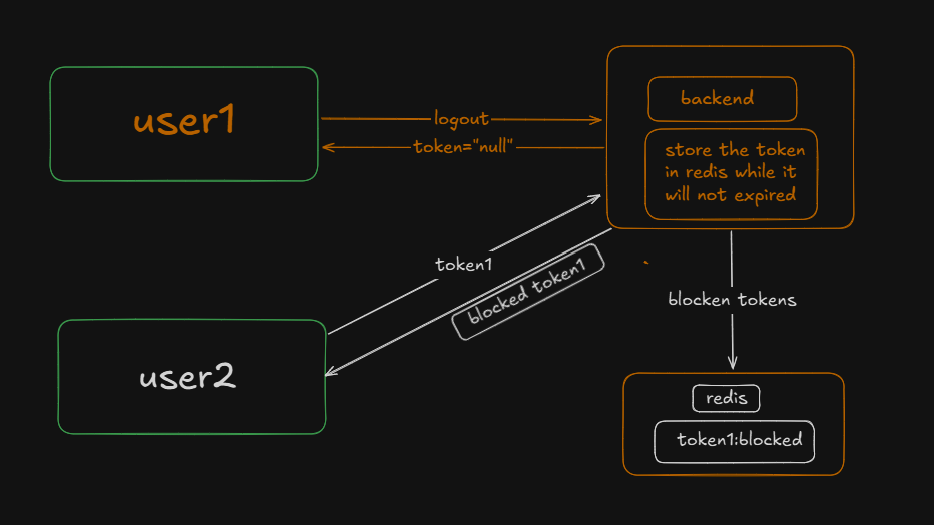 user1
logout
token="null"
backend
store the token
in redis while it
will not expired
token1
blocked token1
blocken tokens
user2
redis
token1:blocked